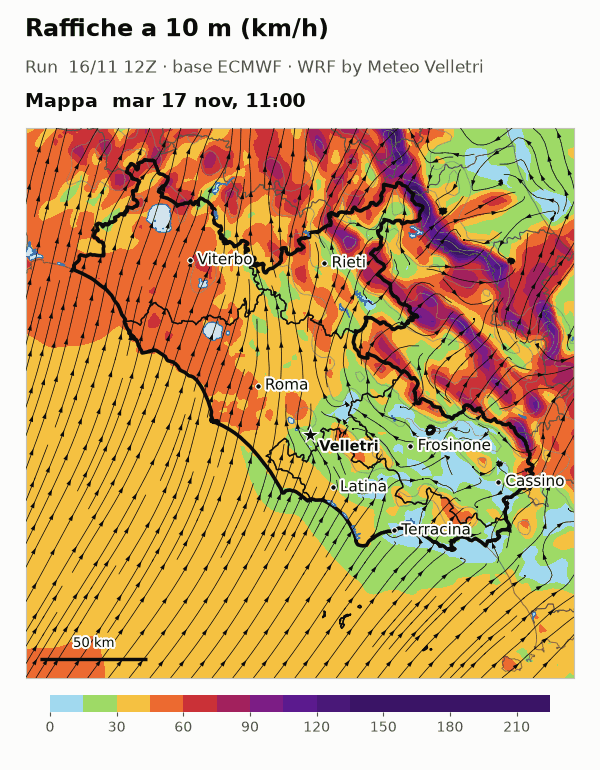 Raffiche a 10 m (km/h)
Run  16/11 12Z · base ECMWF · WRF by Meteo Velletri
Mappa  mar 17 nov, 11:00
Viterbo
Rieti
Roma
Velletri
Frosinone
Cassino
Latina
Terracina
50 km
0 30 60 90 120 150 180 210